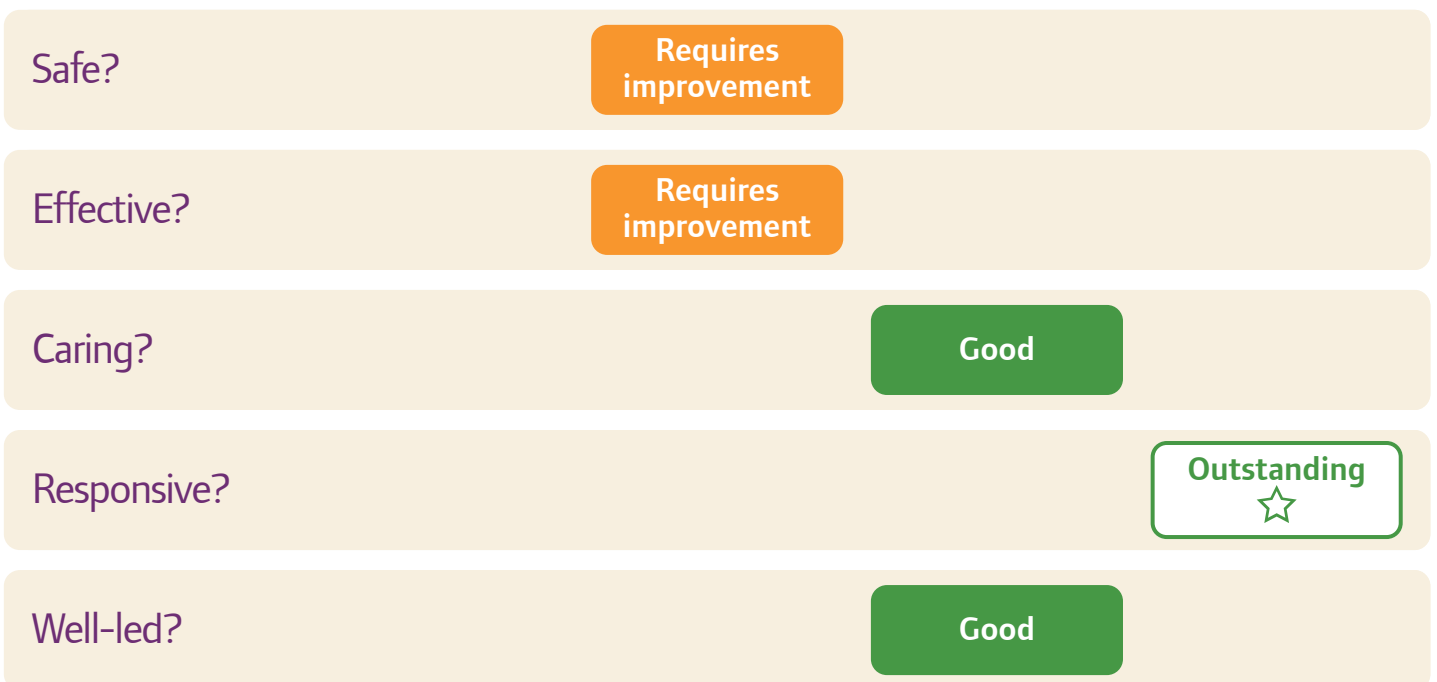 Safe?
Requires
improvement
Effective?
Requires
improvement
Caring?
Good
Responsive?
Outstanding
Well-led?
Good